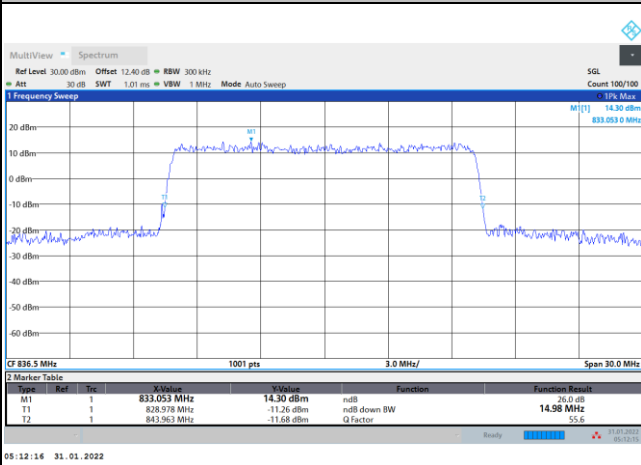 MultiView Spectrum
Ref Level 30.00 dBm Offset 12.40 dB RBW 300 kHz SGL
Att 30 dB SWT 1.01 ms VBW 1 MHz Mode Auto Sweep Count 100/100
1 Frequency Sweep 1Pk Max
M1[1] 14.30 dBm
833.053 0 MHz
M1
20 dBm
10 dBm
0 dBm
T1 T2
-10 dBm
-20 dBm
-30 dBm
-40 dBm
-50 dBm
-60 dBm
CF 836.5 MHz 1001 pts 3.0 MHz/ Span 30.0 MHz
2 Marker Table
Type Ref Trc X-Value Y-Value Function Function Result
M1 1 833.053 MHz 14.30 dBm ndB 26.0 dB
T1 1 828.978 MHz -11.26 dBm ndB down BW 14.98 MHz
T2 1 843.963 MHz -11.68 dBm Q Factor 55.6
Ready 31.01.2022
05:12:15
05:12:16 31.01.2022